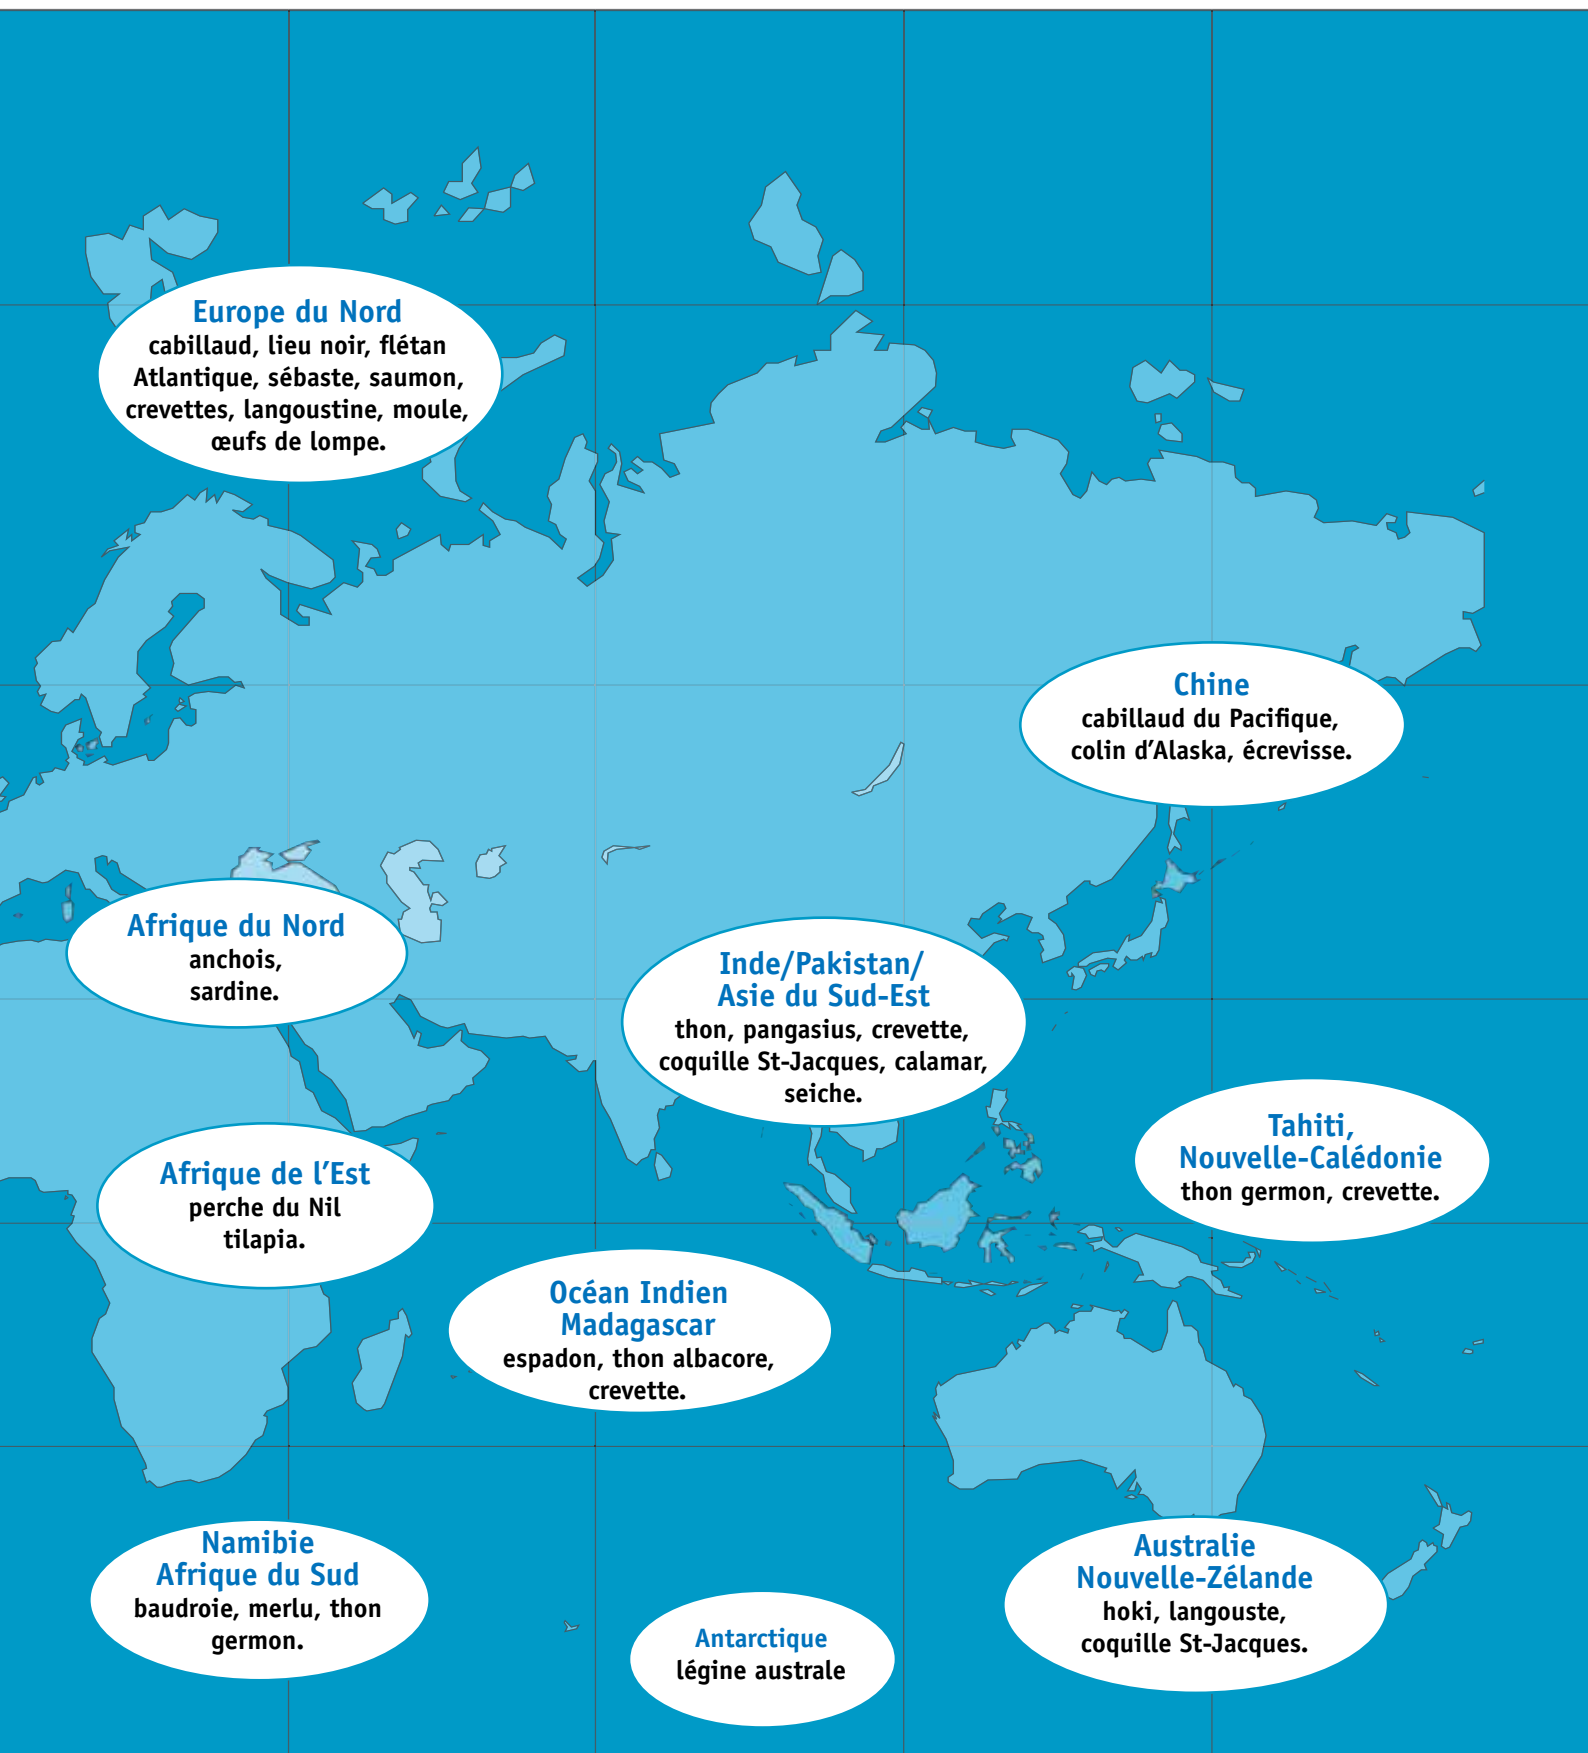 Europe du Nord
cabillaud, lieu noir, flétan
Atlantique, sébaste, saumon,
crevettes, langoustine, moule,
œufs de lompe.
Chine
cabillaud du Pacifique,
colin d'Alaska, écrevisse.
Afrique du Nord
anchois,
sardine.
Inde/Pakistan/
Asie du Sud-Est
thon, pangasius, crevette,
coquille St-Jacques, calamar,
seiche.
Tahiti,
Nouvelle-Calédonie
thon germon, crevette.
Afrique de l'Est
perche du Nil
tilapia.
Océan Indien
Madagascar
espadon, thon albacore,
crevette.
Namibie
Afrique du Sud
baudroie, merlu, thon
germon.
Antarctique
légine australe
Australie
Nouvelle-Zélande
hoki, langouste,
coquille St-Jacques.